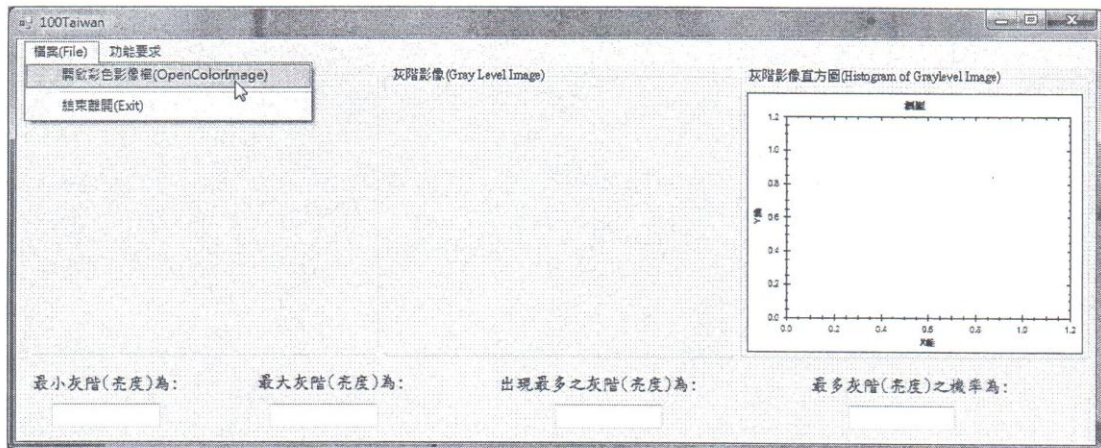 100Taiwan
檔案(File) 功能要求
開啟彩色影像檔(OpenColorImage)
結束離開(Exit)
灰階影像(Gray Level Image)
灰階影像直方圖(Histogram of Graylevel Image)
1.2
1.0
0.8
0.6
0.4
0.2
0.0
Y軸
0.0 0.2 0.4 0.6 0.8 1.0 1.2
X軸
最小灰階(亮度)為:
最大灰階(亮度)為:
出現最多之灰階(亮度)為:
最多灰階(亮度)之機率為: